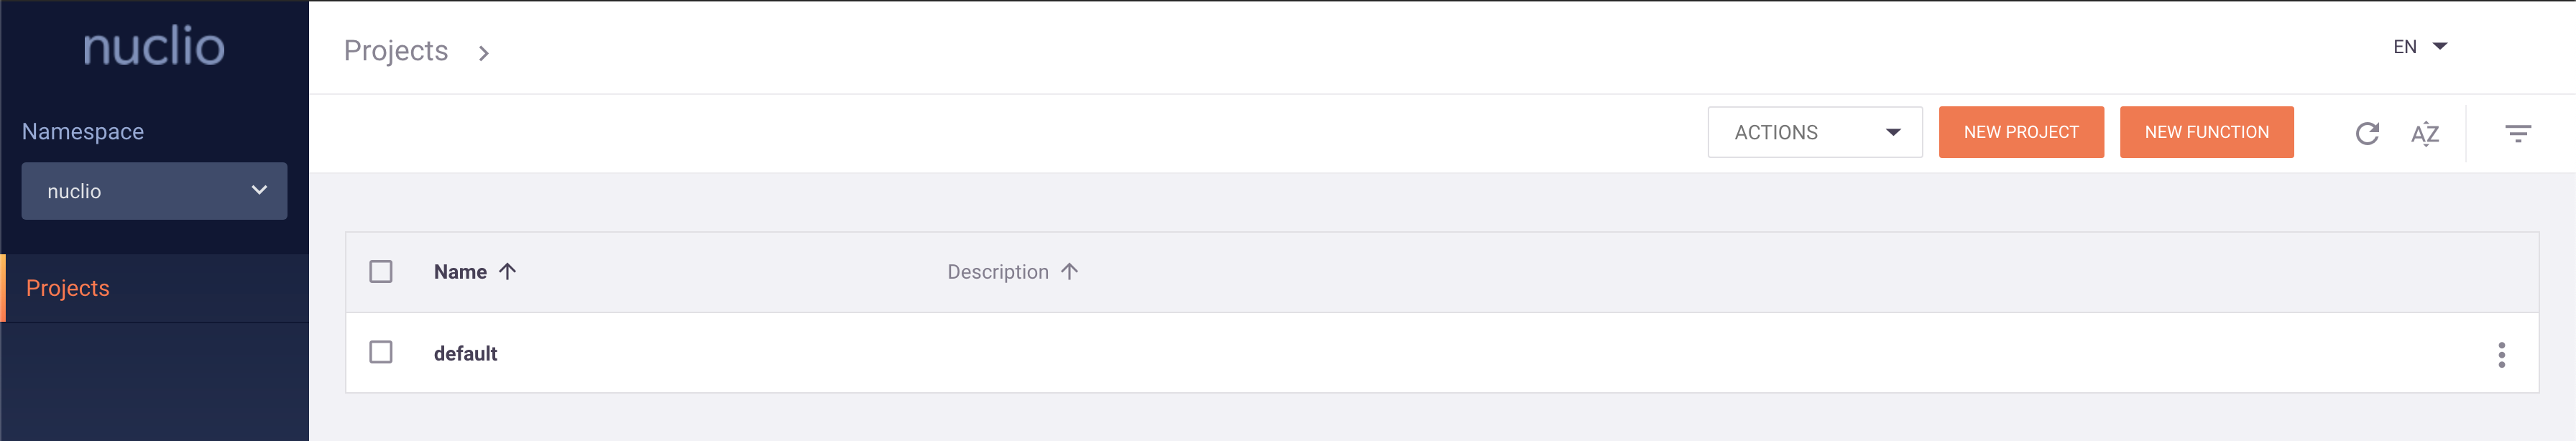 nuclio
Namespace
nuclio
Projects
Projects
EN
ACTIONS
NEW PROJECT
NEW FUNCTION
AZ
Name
Description
default